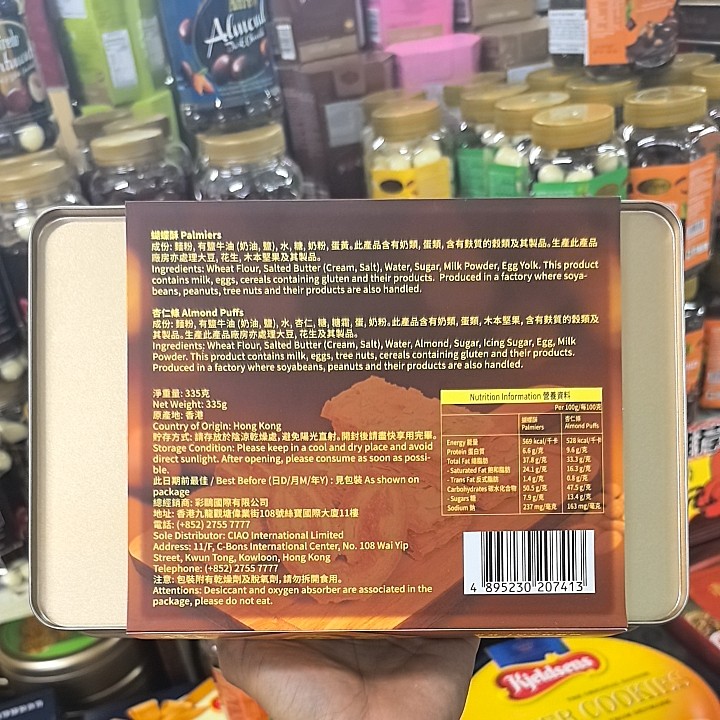 Almond
蝴蝶酥 Palmiers
成份: 麵粉, 有鹽牛油 (奶油, 鹽), 水, 糖, 奶粉, 蛋黃。此產品含有奶類, 蛋類, 含有麩質的穀類及其製品。生產此產品
廠房亦處理大豆, 花生, 木本堅果及其製品。
Ingredients: Wheat Flour, Salted Butter (Cream, Salt), Water, Sugar, Milk Powder, Egg Yolk. This product
contains milk, eggs, cereals containing gluten and their products. Produced in a factory where soya-
beans, peanuts, tree nuts and their products are also handled.
杏仁條 Almond Puffs
成份: 麵粉, 有鹽牛油 (奶油, 鹽), 水, 杏仁, 糖, 糖霜, 蛋, 奶粉。此產品含有奶類, 蛋類, 木本堅果, 含有麩質的穀類及
其製品。生產此產品廠房亦處理大豆, 花生及其製品。
Ingredients: Wheat Flour, Salted Butter (Cream, Salt), Water, Almond, Sugar, Icing Sugar, Egg, Milk
Powder. This product contains milk, eggs, tree nuts, cereals containing gluten and their products.
Produced in a factory where soyabeans, peanuts and their products are also handled.
淨重量: 335克
Net Weight: 335g
原產地: 香港
Country of Origin: Hong Kong
貯存方式: 請存放於陰涼乾燥處, 避免陽光直射。開封後請盡快享用完畢。
Storage Condition: Please keep in a cool and dry place and avoid
direct sunlight. After opening, please consume as soon as possi-
ble.
此日期前最佳 / Best Before (日D/月M/年Y) : 見包裝 As shown on
package
總經銷商: 彩鷂國際有限公司
地址: 香港九龍觀塘偉業街108號絲寶國際大廈11樓
電話: (+852) 2755 7777
Sole Distributor: CIAO International Limited
Address: 11/F, C-Bons International Center, No. 108 Wai Yip
Street, Kwun Tong, Kowloon, Hong Kong
Telephone: (+852) 2755 7777
注意: 包裝附有乾燥劑及脫氧劑, 請勿拆開食用。
Attentions: Desiccant and oxygen absorber are associated in the
package, please do not eat.
Nutrition Information 營養資料
Per 100g/每100克
蝴蝶酥 杏仁條
Palmiers Almond Puffs
Energy 能量 569 kcal/千卡 528 kcal/千卡
Protein 蛋白質 6.6 g/克 9.6 g/克
Total Fat 總脂肪 37.8 g/克 33.3 g/克
- Saturated Fat 飽和脂肪 24.1 g/克 16.3 g/克
- Trans Fat 反式脂肪 1.4 g/克 0.8 g/克
Carbohydrates 碳水化合物 50.5 g/克 47.5 g/克
- Sugars 糖 7.9 g/克 13.4 g/克
Sodium 鈉 237 mg/毫克 163 mg/毫克
4 895230 207413
Kjeldsens
COOKIES